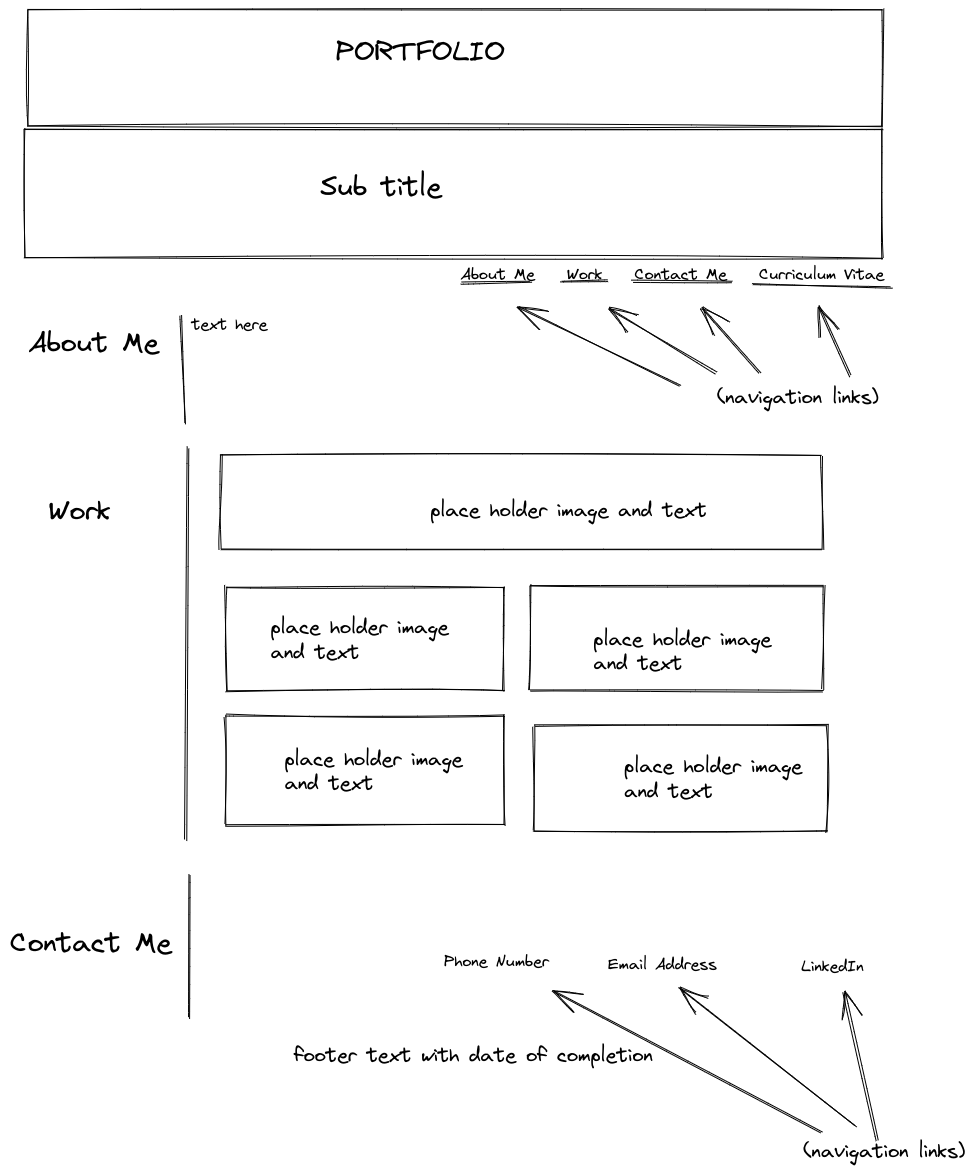 PORTFOLIO
Sub title
About Me Work Contact Me Curriculum Vitae
About Me
text here
(navigation links)
Work
place holder image and text
place holder image
and text
place holder image
and text
place holder image
and text
place holder image
and text
Contact Me
Phone Number Email Address LinkedIn
footer text with date of completion
(navigation links)